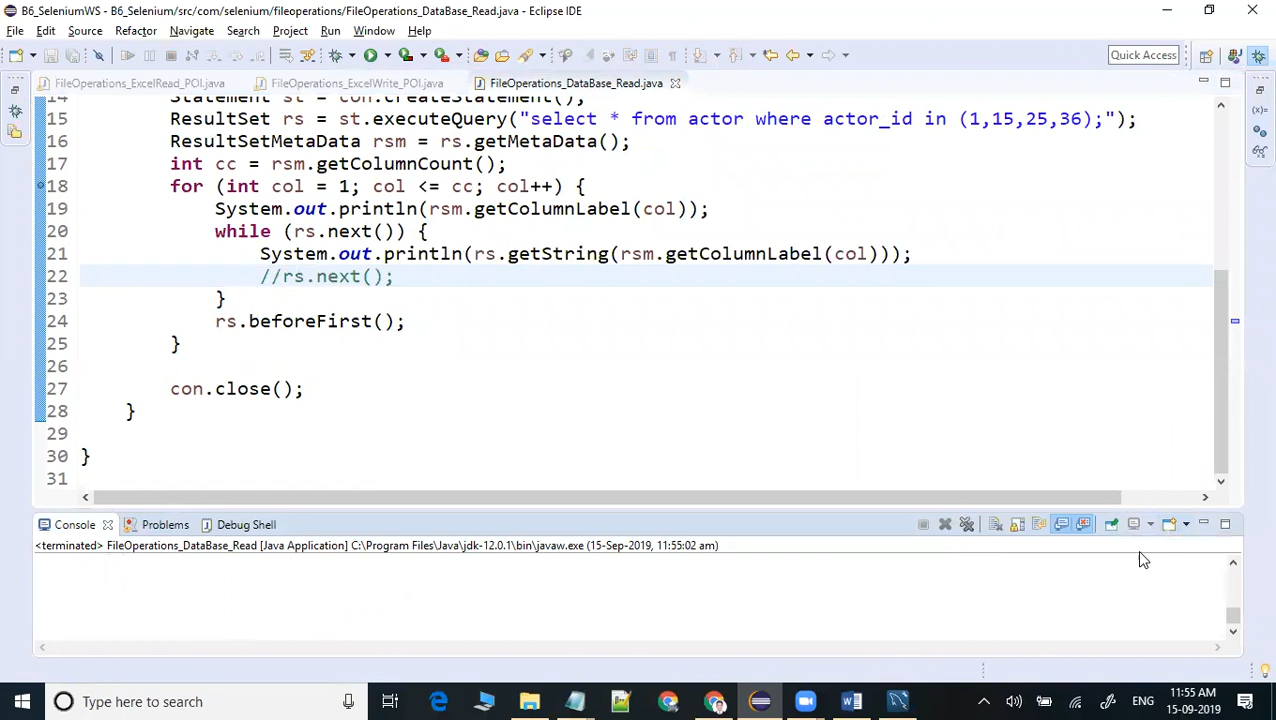 B6_SeleniumWS - B6_Selenium/src/com/selenium/fileoperations/FileOperations_DataBase_Read.java - Eclipse IDE
File Edit Source Refactor Navigate Search Project Run Window Help
Quick Access
FileOperations_ExcelRead_POI.java FileOperations_ExcelWrite_POI.java FileOperations_DataBase_Read.java
14 Statement st = con.createStatement();
15 ResultSet rs = st.executeQuery("select * from actor where actor_id in (1,15,25,36);");
16 ResultSetMetaData rsm = rs.getMetaData();
17 int cc = rsm.getColumnCount();
18 for (int col = 1; col <= cc; col++) {
19 System.out.println(rsm.getColumnLabel(col));
20 while (rs.next()) {
21 System.out.println(rs.getString(rsm.getColumnLabel(col)));
22 //rs.next();
23 }
24 rs.beforeFirst();
25 }
26
27 con.close();
28 }
29
30 }
31
Console Problems Debug Shell
<terminated> FileOperations_DataBase_Read [Java Application] C:\Program Files\Java\jdk-12.0.1\bin\javaw.exe (15-Sep-2019, 11:55:02 am)
Type here to search
ENG
11:55 AM
15-09-2019